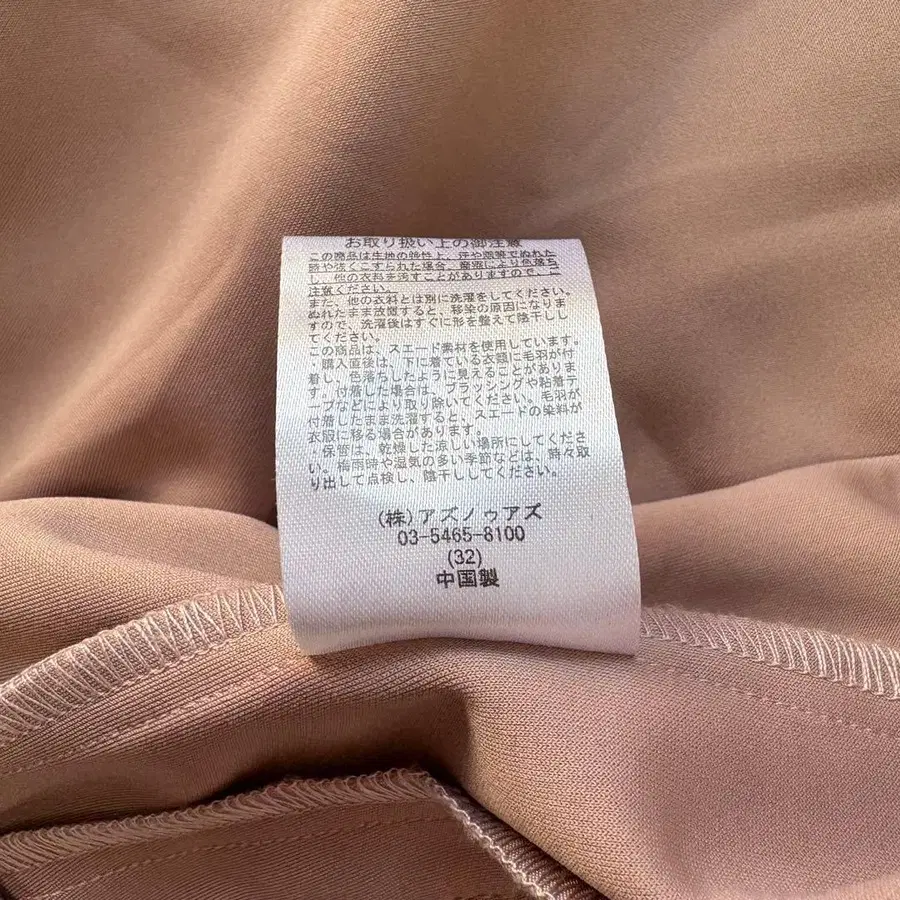 お取り扱い上の御注意
この商品は生地の特性上、汗や雨等でぬれた
時や強くこすられた場合、摩擦により色落ち
し、他の衣料を汚すことがありますので、ご
注意ください。
また、他の衣料とは別に洗濯をしてください。
ぬれたまま放置すると、移染の原因になりま
すので、洗濯後はすぐに形を整えて陰干しし
てください。
この商品は、スエード素材を使用しています。
・購入直後は、下に着ている衣類に毛羽が付
着し、色落ちしたように見えることがありま
す。付着した場合は、ブラッシングや粘着テ
ープなどにより取り除いてください。毛羽が
付着したまま洗濯すると、スエードの染料が
衣服に移る場合があります。
・保管は、乾燥した涼しい場所にしてくださ
い。梅雨時や湿気の多い季節などは、時々取
り出して点検し、陰干ししてください。
(株)アズノゥアズ
03-5465-8100
(32)
中国製